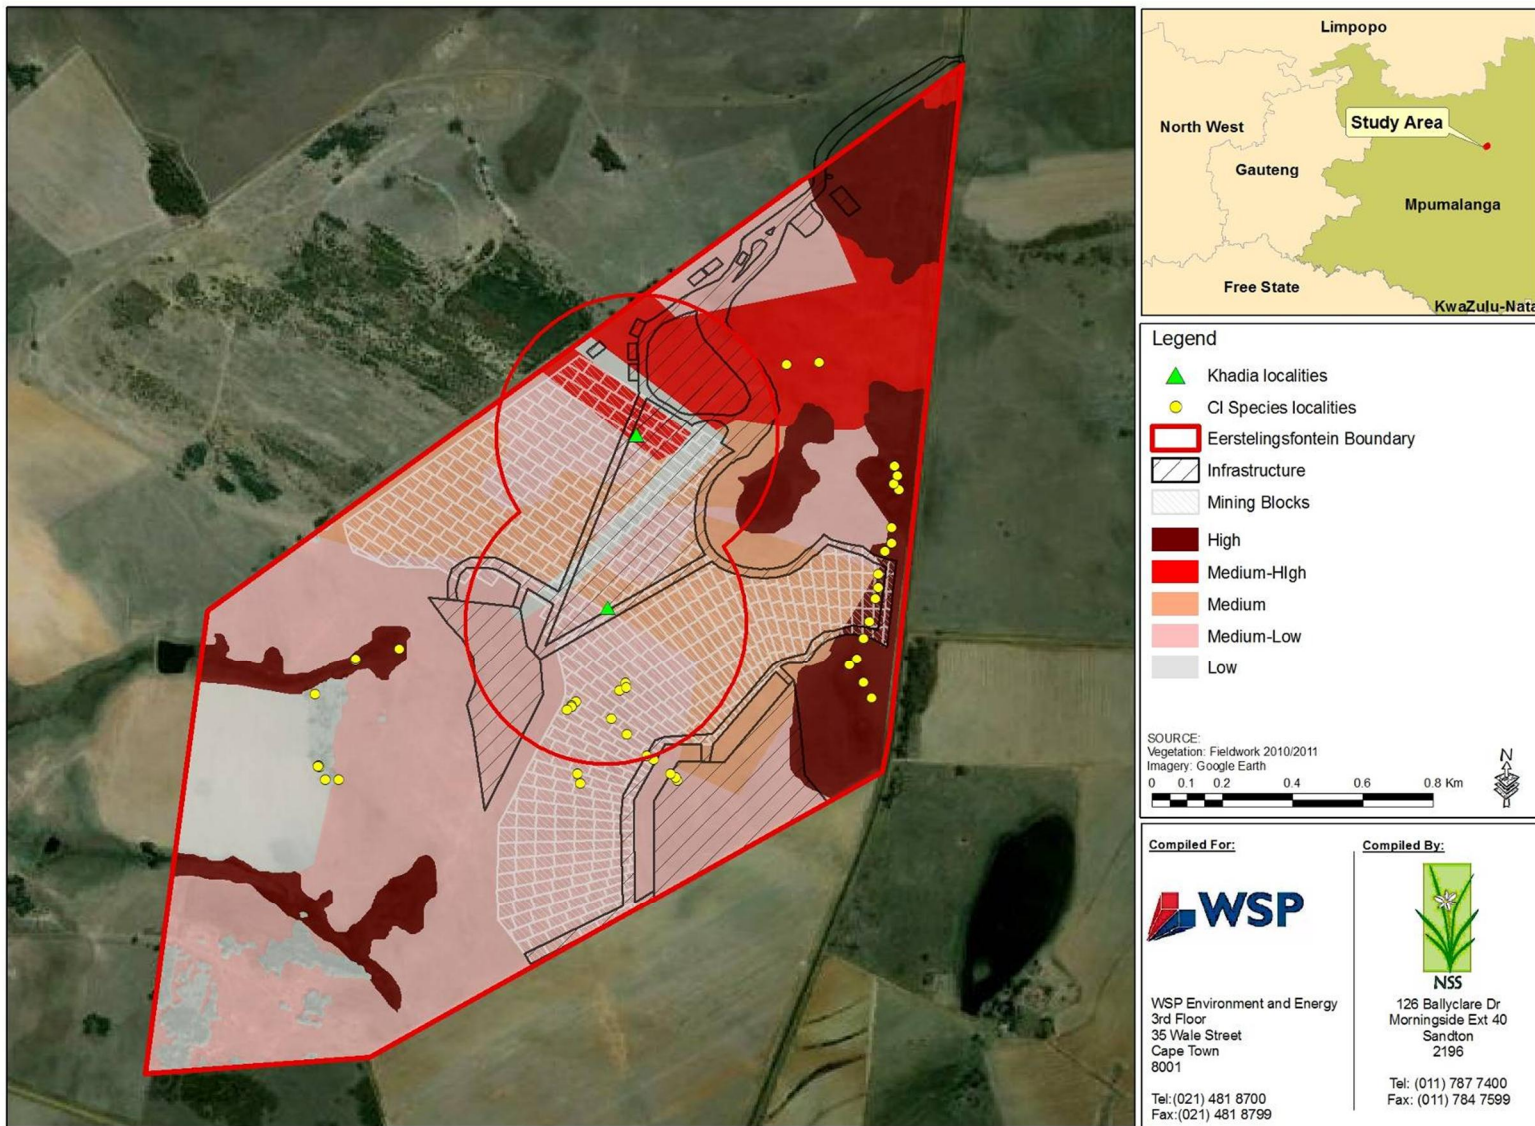 Limpopo
Study Area
North West
Gauteng
Mpumalanga
Free State
KwaZulu-Nata
Legend
Khadia localities
CI Species localities
Eerstelingsfontein Boundary
Infrastructure
Mining Blocks
High
Medium-HIgh
Medium
Medium-Low
Low
SOURCE:
Vegetation: Fieldwork 2010/2011
Imagery: Google Earth
0 0.1 0.2 0.4 0.6 0.8 Km
N
Compiled For:
WSP
WSP Environment and Energy
3rd Floor
35 Wale Street
Cape Town
8001
Tel:(021) 481 8700
Fax:(021) 481 8799
Compiled By:
NSS
126 Ballyclare Dr
Morningside Ext 40
Sandton
2196
Tel: (011) 787 7400
Fax: (011) 784 7599